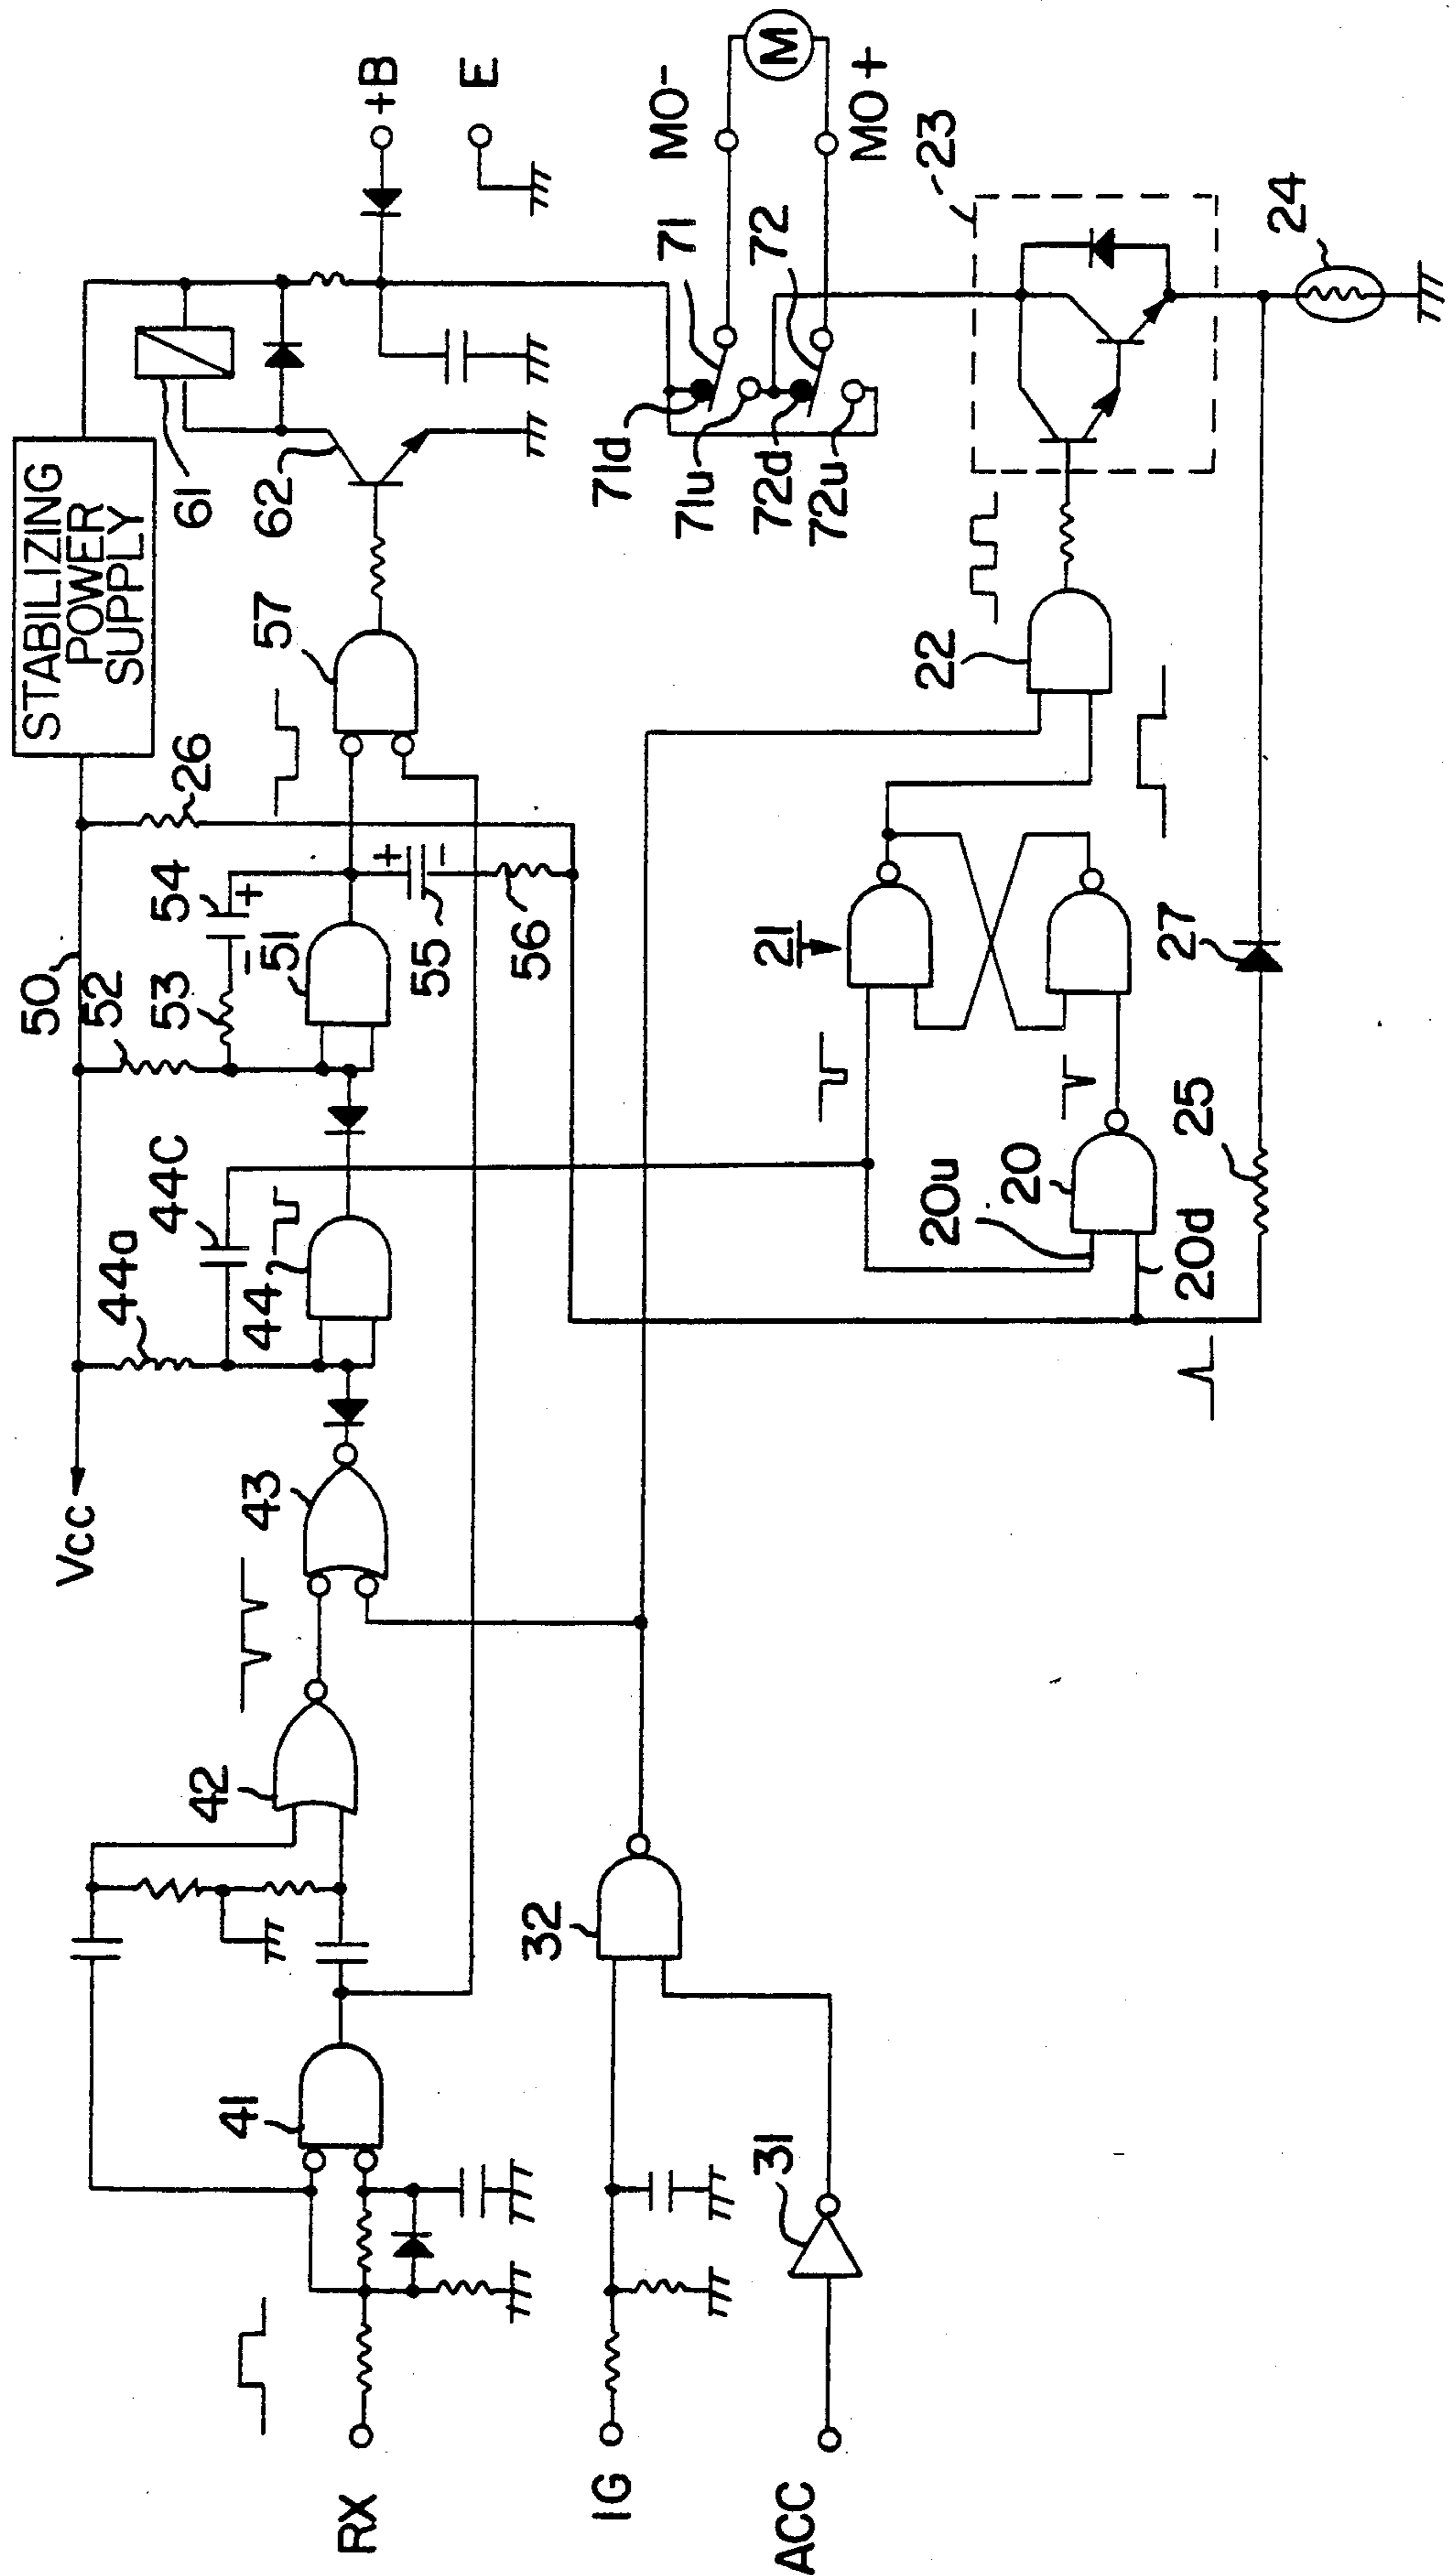 STABILIZING
POWER
SUPPLY
Vcc
50
52
53
54
26
44a
44C
61
62
57
+B
E
RX
41
42
43
44
51
55
56
71
71d
71u
72
72d
72u
MO-
MO+
M
IG
ACC
31
32
20u
20
20d
21
22
23
24
25
27
+
−
+
−